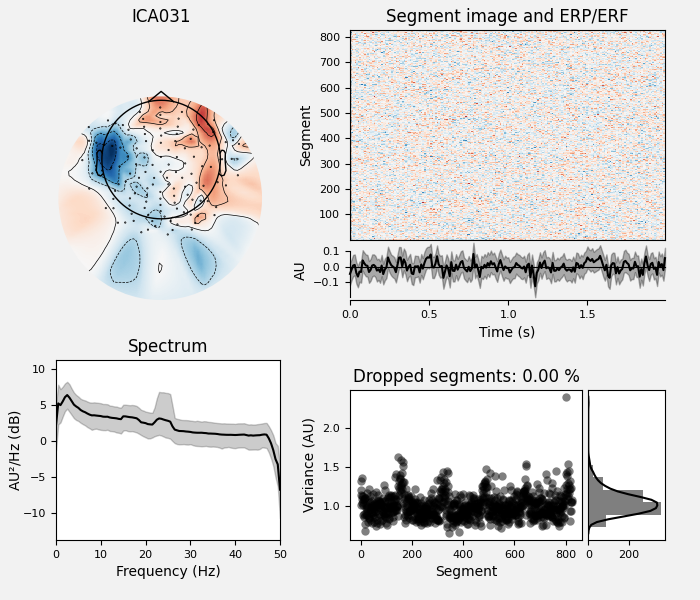 ICA031
Segment image and ERP/ERF
Segment
800
700
600
500
400
300
200
100
AU
0.1
0.0
−0.1
0.0 0.5 1.0 1.5
Time (s)
Spectrum
AU²/Hz (dB)
10
5
0
−5
−10
0 10 20 30 40 50
Frequency (Hz)
Dropped segments: 0.00 %
Variance (AU)
2.0
1.5
1.0
0 200 400 600 800
Segment
0 200